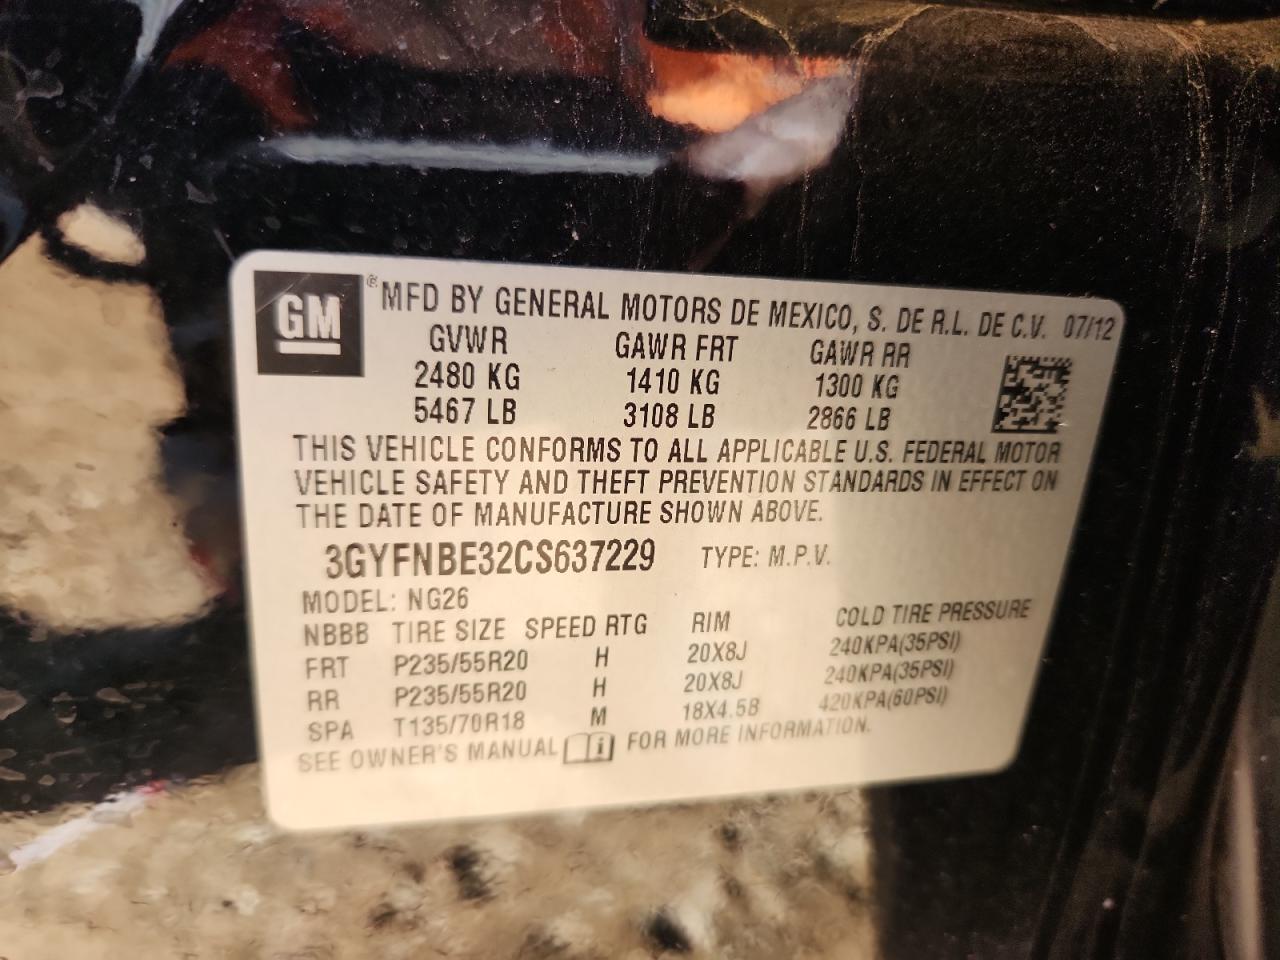 GM ® MFD BY GENERAL MOTORS DE MEXICO, S. DE R.L. DE C.V. 07/12
GVWR GAWR FRT GAWR RR
2480 KG 1410 KG 1300 KG
5467 LB 3108 LB 2866 LB
THIS VEHICLE CONFORMS TO ALL APPLICABLE U.S. FEDERAL MOTOR
VEHICLE SAFETY AND THEFT PREVENTION STANDARDS IN EFFECT ON
THE DATE OF MANUFACTURE SHOWN ABOVE.
3GYFNBE32CS637229 TYPE: M.P.V.
MODEL: NG26
NBBB TIRE SIZE SPEED RTG RIM COLD TIRE PRESSURE
FRT P235/55R20 H 20X8J 240KPA(35PSI)
RR P235/55R20 H 20X8J 240KPA(35PSI)
SPA T135/70R18 M 18X4.5B 420KPA(60PSI)
SEE OWNER'S MANUAL i FOR MORE INFORMATION.